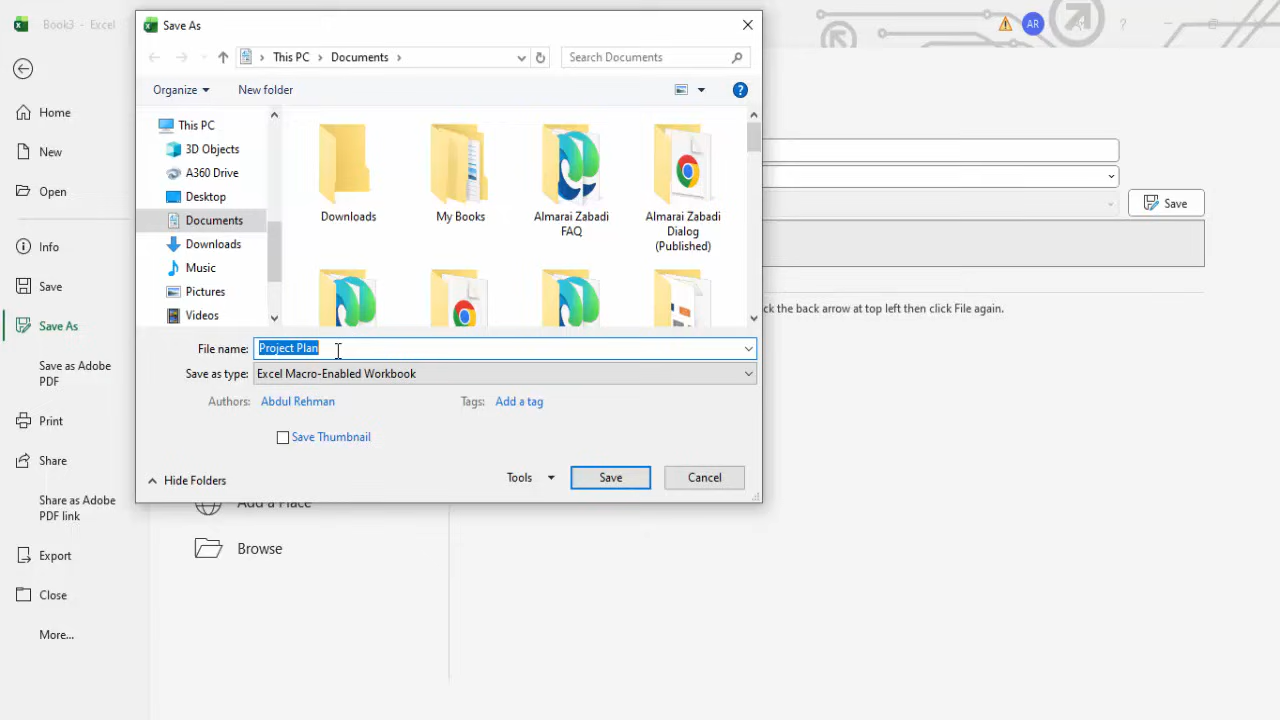 Book3 - Excel
AR
?
Save As
This PC > Documents >
Search Documents
Organize
New folder
?
Home
New
Open
Info
Save
Save As
Save as Adobe
PDF
Print
Share
Share as Adobe
PDF link
Export
Close
More...
This PC
3D Objects
A360 Drive
Desktop
Documents
Downloads
Music
Pictures
Videos
Downloads
My Books
Almarai Zabadi
FAQ
Almarai Zabadi
Dialog
(Published)
File name: Project Plan
Save as type: Excel Macro-Enabled Workbook
Authors: Abdul Rehman
Tags: Add a tag
Save Thumbnail
Hide Folders
Tools
Save
Cancel
Save
ck the back arrow at top left then click File again.
Add a Place
Browse